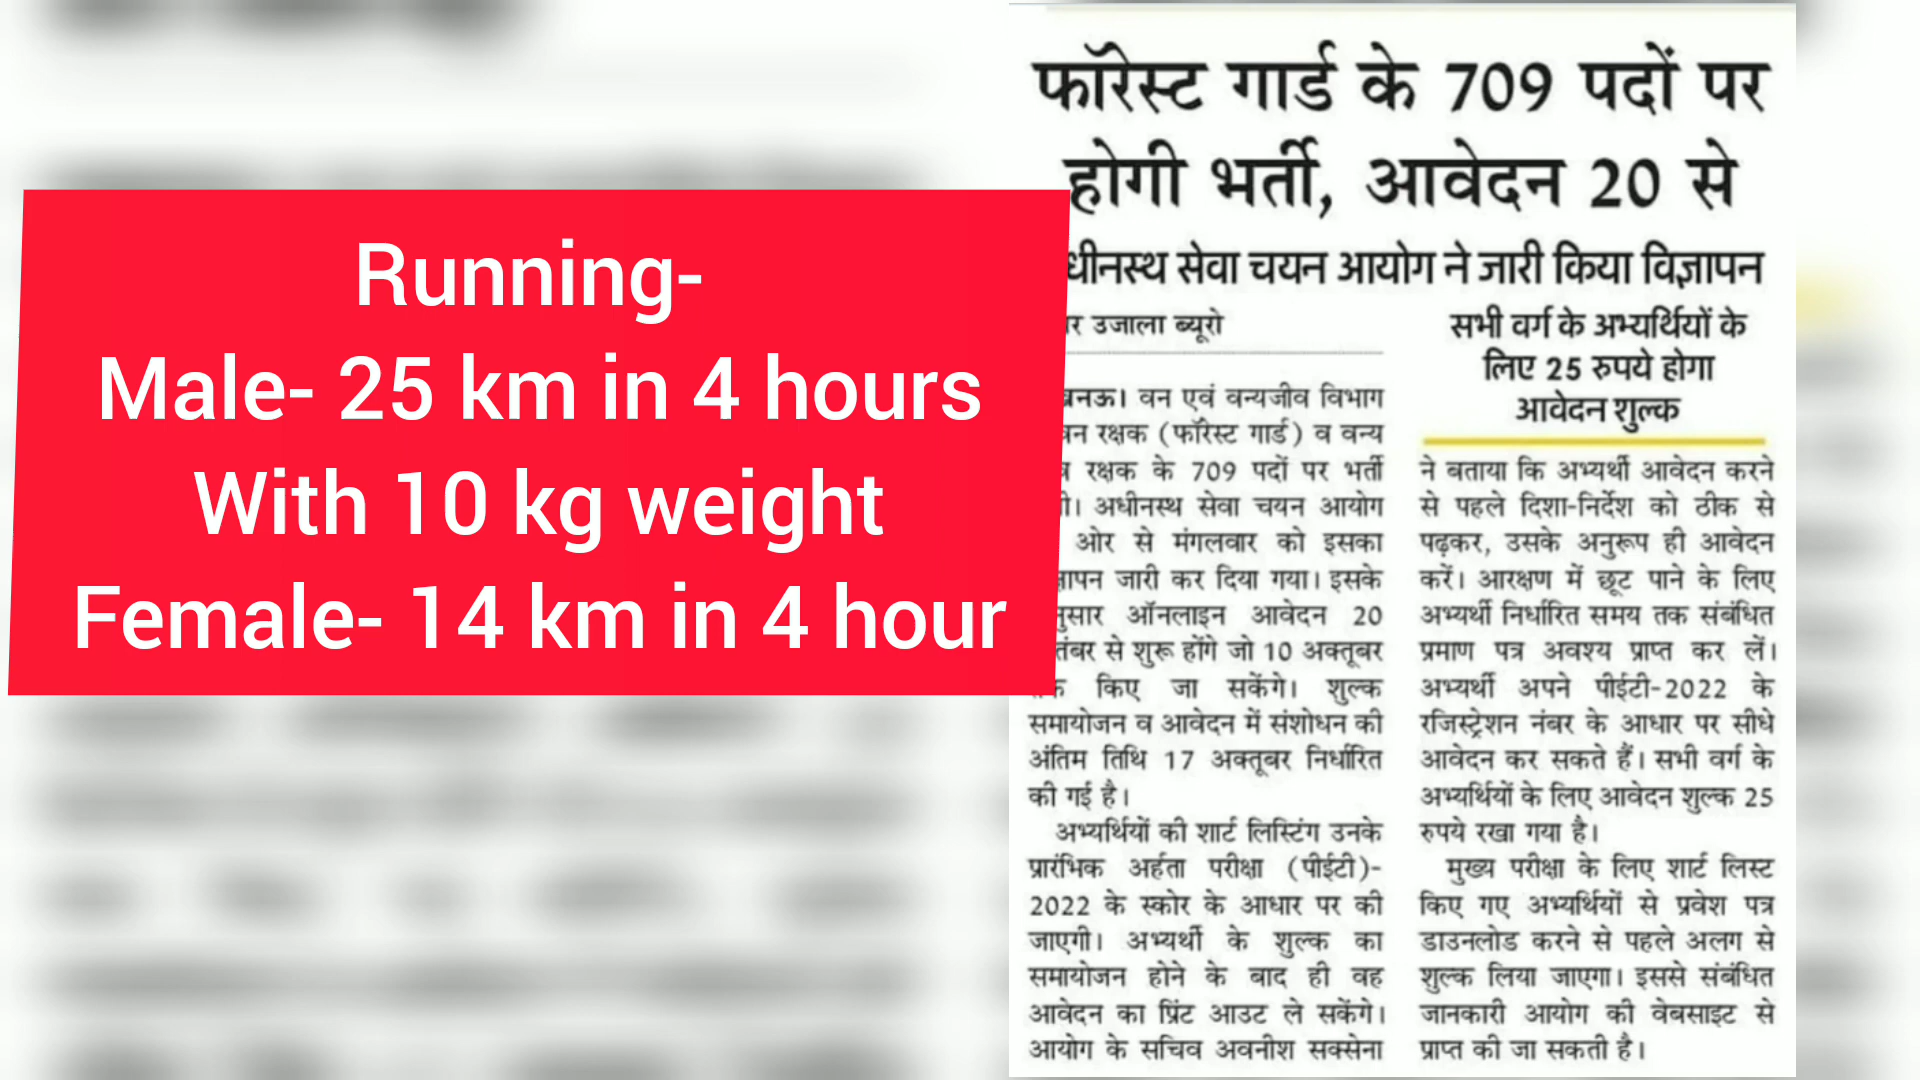 Running-
Male- 25 km in 4 hours
With 10 kg weight
Female- 14 km in 4 hour
फॉरेस्ट गार्ड के 709 पदों पर
होगी भर्ती, आवेदन 20 से
धीनस्थ सेवा चयन आयोग ने जारी किया विज्ञापन
उजाला ब्यूरो
वन एवं वन्यजीव विभाग
रक्षक (फॉरेस्ट गार्ड) व वन्य
रक्षक के 709 पदों पर भर्ती
अधीनस्थ सेवा चयन आयोग
ओर से मंगलवार को इसका
जारी कर दिया गया। इसके
ऑनलाइन आवेदन 20
से शुरू होंगे जो 10 अक्तूबर
किए जा सकेंगे। शुल्क
समायोजन व आवेदन में संशोधन की
अंतिम तिथि 17 अक्तूबर निर्धारित
की गई है।
अभ्यर्थियों की शार्ट लिस्टिंग उनके
प्रारंभिक अर्हता परीक्षा (पीईटी)-
2022 के स्कोर के आधार पर की
जाएगी। अभ्यर्थी के शुल्क का
समायोजन होने के बाद ही वह
आवेदन का प्रिंट आउट ले सकेंगे।
आयोग के सचिव अवनीश सक्सेना
सभी वर्ग के अभ्यर्थियों के
लिए 25 रुपये होगा
आवेदन शुल्क
ने बताया कि अभ्यर्थी आवेदन करने
से पहले दिशा-निर्देश को ठीक से
पढ़कर, उसके अनुरूप ही आवेदन
करें। आरक्षण में छूट पाने के लिए
अभ्यर्थी निर्धारित समय तक संबंधित
प्रमाण पत्र अवश्य प्राप्त कर लें।
अभ्यर्थी अपने पीईटी-2022 के
रजिस्ट्रेशन नंबर के आधार पर सीधे
आवेदन कर सकते हैं। सभी वर्ग के
अभ्यर्थियों के लिए आवेदन शुल्क 25
रुपये रखा गया है।
मुख्य परीक्षा के लिए शार्ट लिस्ट
किए गए अभ्यर्थियों से प्रवेश पत्र
डाउनलोड करने से पहले अलग से
शुल्क लिया जाएगा। इससे संबंधित
जानकारी आयोग की वेबसाइट से
प्राप्त की जा सकती है।